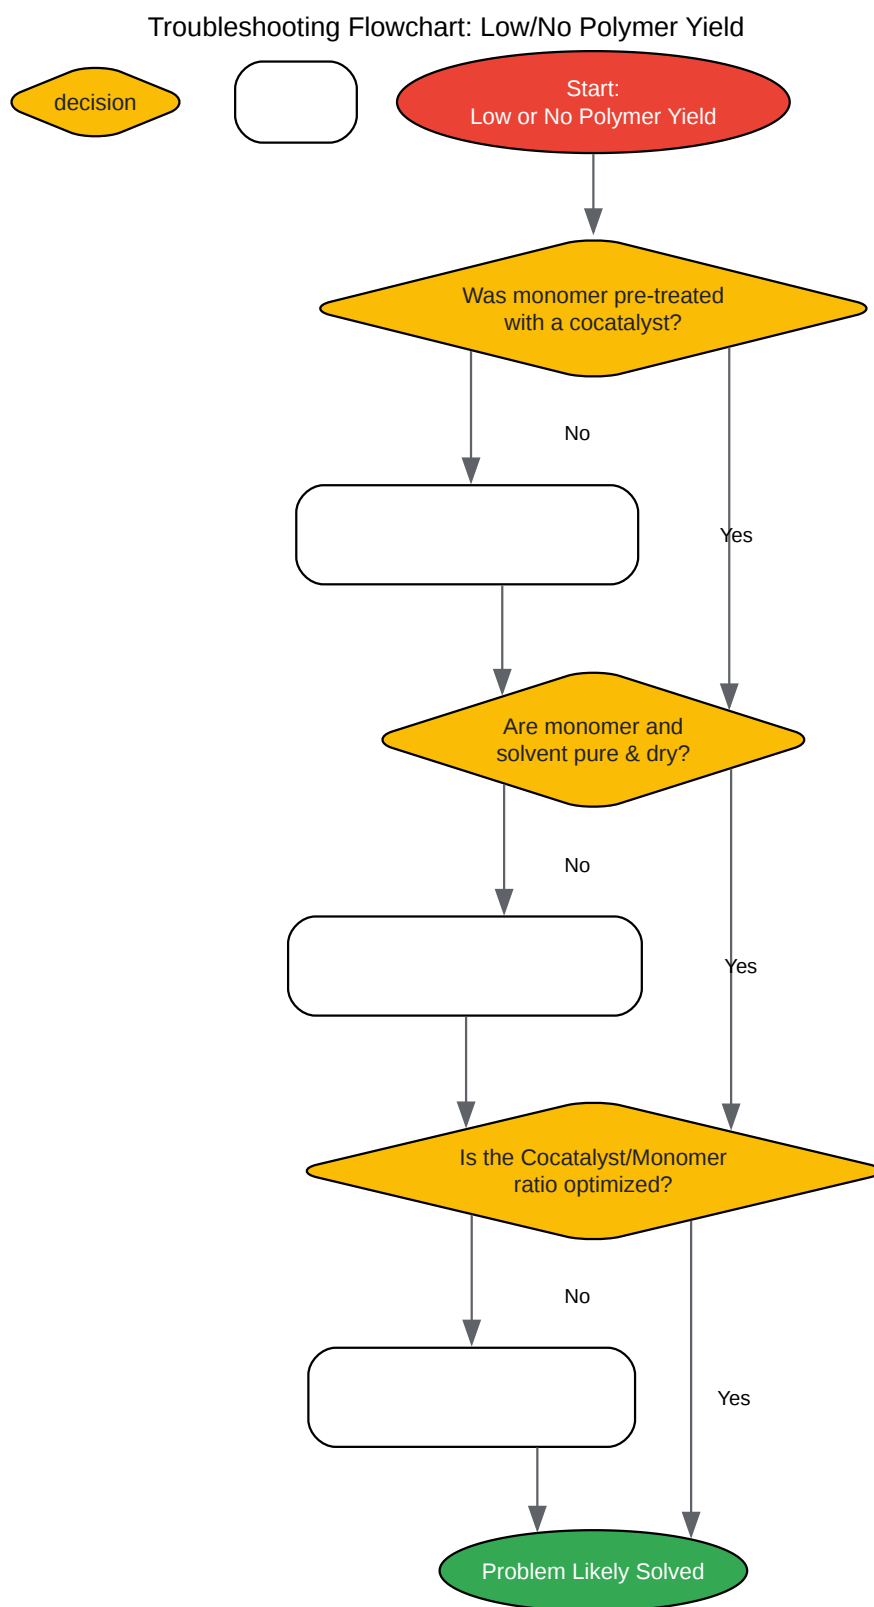 Troubleshooting Flowchart: Low/No Polymer Yield
decision
Start:
Low or No Polymer Yield
Was monomer pre-treated
with a cocatalyst?
No
Yes
Are monomer and
solvent pure & dry?
No
Yes
Is the Cocatalyst/Monomer
ratio optimized?
No
Yes
Problem Likely Solved